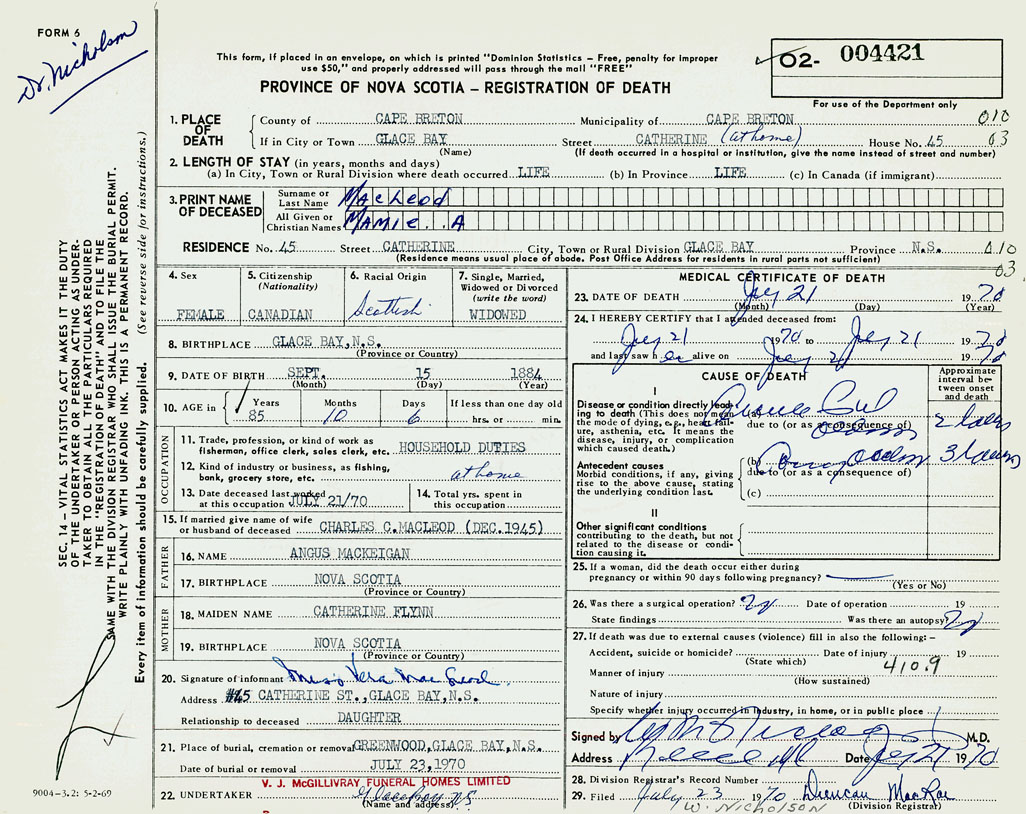 FORM 6
Dr. Nicholson
This form, if placed in an envelope, on which is printed "Dominion Statistics – Free, penalty for improper
use $50," and properly addressed will pass through the mail "FREE"
02- 004421
For use of the Department only
PROVINCE OF NOVA SCOTIA – REGISTRATION OF DEATH
SEC. 14 – VITAL STATISTICS ACT MAKES IT THE DUTY
OF THE UNDERTAKER OR PERSON ACTING AS UNDER-
TAKER TO OBTAIN ALL THE PARTICULARS REQUIRED
IN THE "REGISTRATION OF DEATH" AND TO FILE THE
SAME WITH THE DIVISION REGISTRAR WHO SHALL ISSUE THE BURIAL PERMIT.
WRITE PLAINLY WITH UNFADING INK. THIS IS A PERMANENT RECORD.
Every item of information should be carefully supplied. (See reverse side for instructions.)
1. PLACE OF DEATH
County of CAPE BRETON Municipality of CAPE BRETON 010
If in City or Town GLACE BAY Street CATHERINE (at home) House No. 45 03
(Name) (If death occurred in a hospital or institution, give the name instead of street and number)
2. LENGTH OF STAY (in years, months and days)
(a) In City, Town or Rural Division where death occurred LIFE (b) In Province LIFE (c) In Canada (if immigrant)
3. PRINT NAME OF DECEASED
Surname or Last Name MacLeod
All Given or Christian Names Mamie. A
RESIDENCE No. 45 Street CATHERINE City, Town or Rural Division GLACE BAY Province N.S. 010
(Residence means usual place of abode. Post Office Address for residents in rural parts not sufficient) 03
4. Sex FEMALE
5. Citizenship (Nationality) CANADIAN
6. Racial Origin Scottish
7. Single, Married, Widowed or Divorced (write the word) WIDOWED
8. BIRTHPLACE GLACE BAY, N.S.
(Province or Country)
9. DATE OF BIRTH SEPT. 15 1884
(Month) (Day) (Year)
10. AGE in Years 85 Months 10 Days 6 If less than one day old hrs. or min.
OCCUPATION
11. Trade, profession, or kind of work as
fisherman, office clerk, sales clerk, etc. HOUSEHOLD DUTIES
12. Kind of industry or business, as fishing,
bank, grocery store, etc. at home
13. Date deceased last worked
at this occupation JULY 21/70
14. Total yrs. spent in
this occupation
15. If married give name of wife
or husband of deceased CHARLES C. MACLEOD (DEC. 1945)
FATHER
16. NAME ANGUS MACKEIGAN
17. BIRTHPLACE NOVA SCOTIA
(Province or Country)
MOTHER
18. MAIDEN NAME CATHERINE FLYNN
19. BIRTHPLACE NOVA SCOTIA
(Province or Country)
20. Signature of informant Miss Vera MacLeod.
Address #45 CATHERINE ST., GLACE BAY, N.S.
Relationship to deceased DAUGHTER
21. Place of burial, cremation or removal GREENWOOD, GLACE BAY, N.S.
Date of burial or removal JULY 23, 1970
V. J. McGILLIVRAY FUNERAL HOMES LIMITED
22. UNDERTAKER Glace Bay NS
(Name and address)
9004-3.2: 5-2-69
MEDICAL CERTIFICATE OF DEATH
23. DATE OF DEATH July 21 1970
(Month) (Day) (Year)
24. I HEREBY CERTIFY that I attended deceased from:
July 21 1970 to July 21 1970
and last saw her alive on July 21 1970
CAUSE OF DEATH
Approximate interval between onset and death
I
Disease or condition directly lead-
ing to death (This does not mean
the mode of dying, e.g., heart fail-
ure, asthenia, etc. It means the
disease, injury, or complication
which caused death.)
due to (or as a consequence of) 2 hours
Antecedent causes
Morbid conditions, if any, giving
rise to the above cause, stating
the underlying condition last.
(b) 3 hours
due to (or as a consequence of)
(c)
II
Other significant conditions
contributing to the death, but not
related to the disease or condi-
tion causing it.
25. If a woman, did the death occur either during
pregnancy or within 90 days following pregnancy?
(Yes or No)
26. Was there a surgical operation? Date of operation 19
State findings Was there an autopsy?
27. If death was due to external causes (violence) fill in also the following: –
Accident, suicide or homicide? Date of injury 19
(State which)
Manner of injury 410.9
(How sustained)
Nature of injury
Specify whether injury occurred in industry, in home, or in public place
Signed by M.D.
Address Date July 21 1970
28. Division Registrar's Record Number
29. Filed July 23 1970 Duncan MacRae
W. NICHOLSON (Division Registrar)